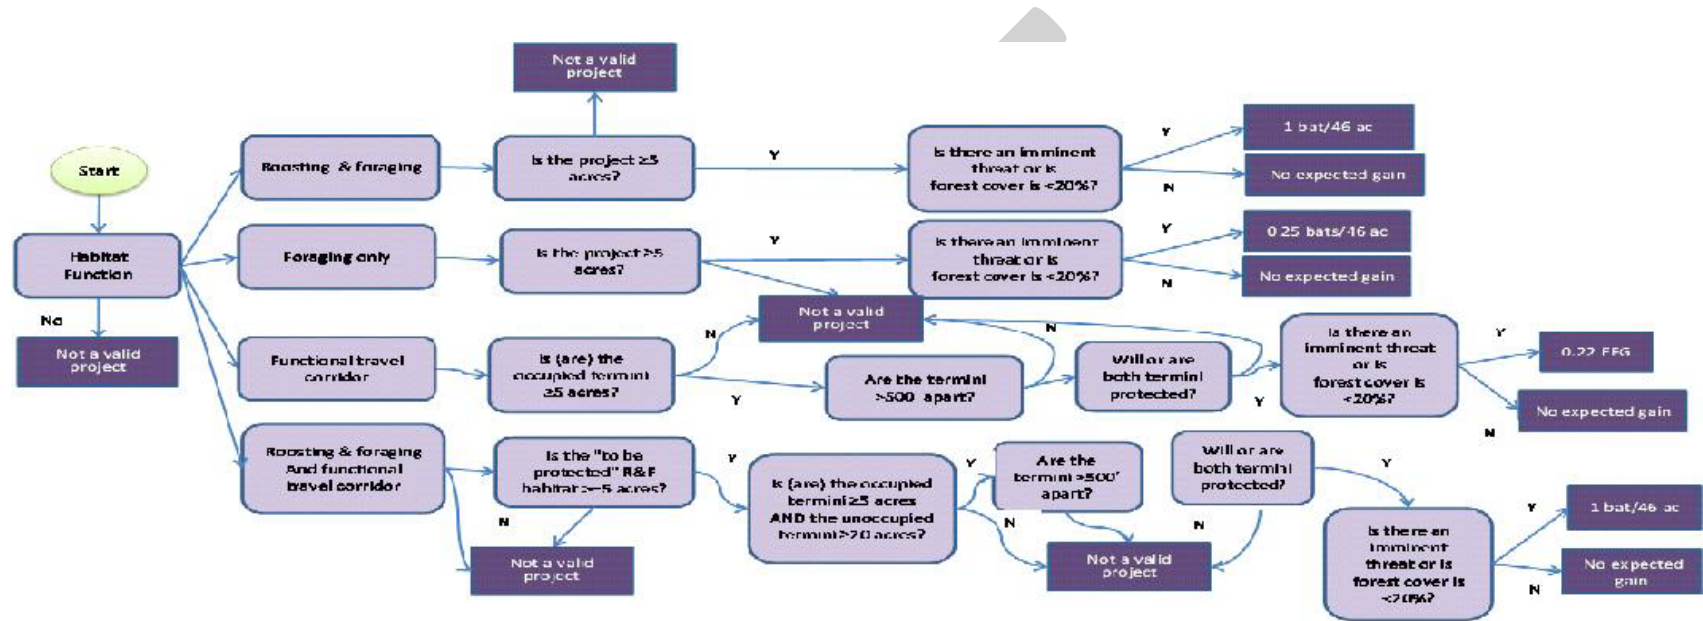 Start
Habitat
Function
No
Not a valid
project
Roosting & foraging
Is the project ≥5
acres?
Not a valid
project
Y
Is there an imminent
threat or is
forest cover is <20%?
Y
1 bat/46 ac
N
No expected gain
Foraging only
Is the project ≥5
acres?
Y
Is there an imminent
threat or is
forest cover is <20%?
Y
0.25 bats/46 ac
N
No expected gain
Not a valid
project
Functional travel
corridor
Is (are) the
occupied termini
≥5 acres?
N
Y
Are the termini
>500 apart?
N
Will or are
both termini
protected?
Y
Is there an
imminent threat
or is
forest cover is
<20%?
Y
0.22
N
No expected gain
Roosting & foraging
And functional
travel corridor
Is the "to be
protected" R&F
habitat >=5 acres?
N
Not a valid
project
Y
Is (are) the occupied
termini ≥5 acres
AND the unoccupied
termini ≥20 acres?
Y
N
Are the
termini >500'
apart?
Not a valid
project
Will or are
both termini
protected?
N
Y
Is there an
imminent
threat or is
forest cover is
<20%?
Y
1 bat/46 ac
N
No expected
gain